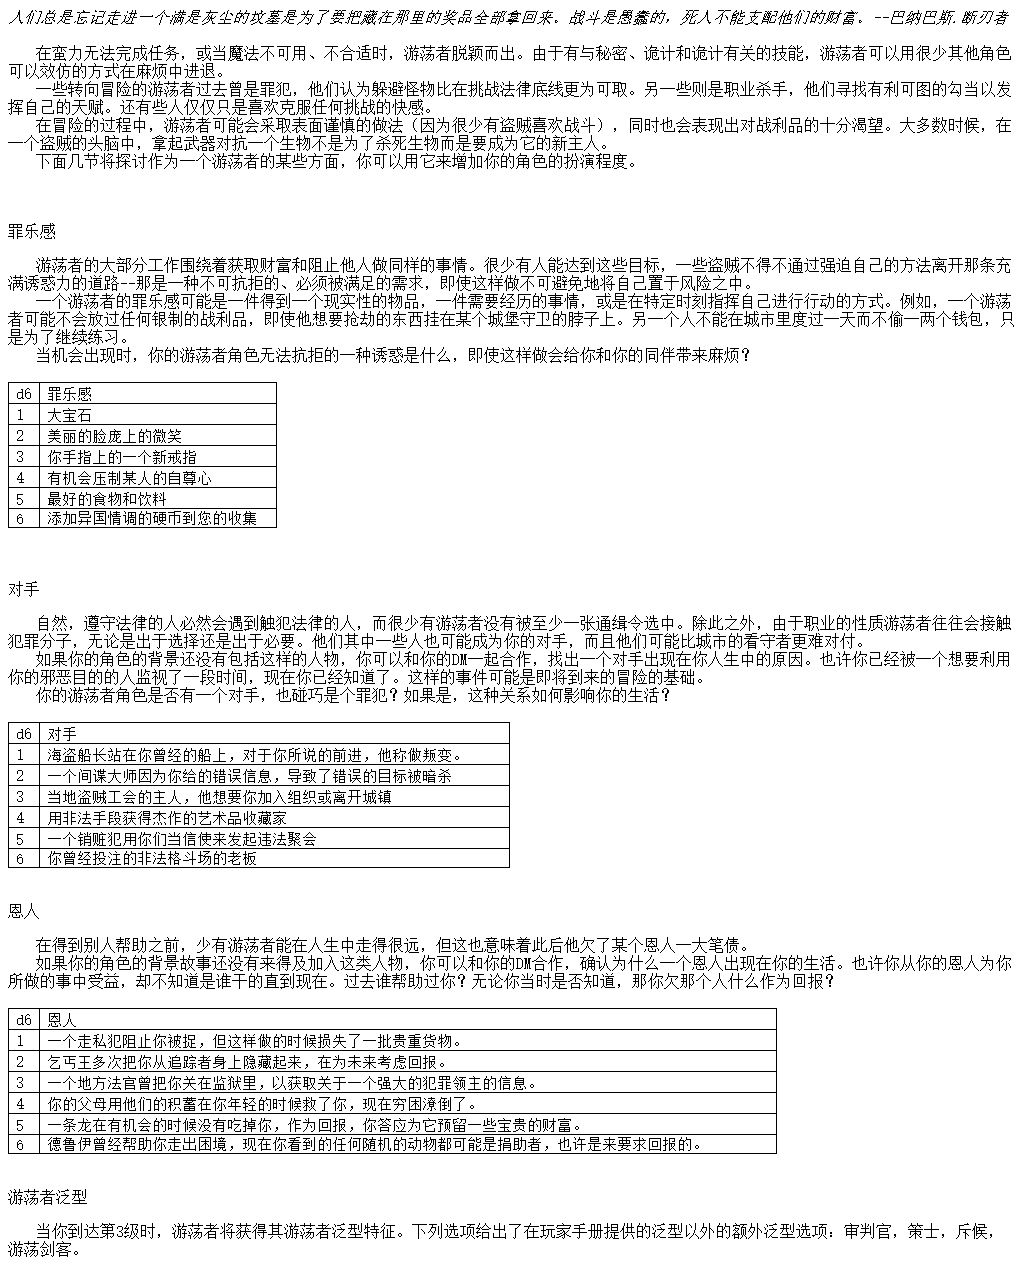 人们总是忘记走进一个满是灰尘的坟墓是为了要把藏在那里的奖品全部拿回来。战斗是愚蠢的，死人不能支配他们的财富。--巴纳巴斯.断刃者
在蛮力无法完成任务，或当魔法不可用、不合适时，游荡者脱颖而出。由于有与秘密、诡计和诡计有关的技能，游荡者可以用很少其他角色
可以效仿的方式在麻烦中进退。
一些转向冒险的游荡者过去曾是罪犯，他们认为躲避怪物比在挑战法律底线更为可取。另一些则是职业杀手，他们寻找有利可图的勾当以发
挥自己的天赋。还有些人仅仅只是喜欢克服任何挑战的快感。
在冒险的过程中，游荡者可能会采取表面谨慎的做法（因为很少有盗贼喜欢战斗），同时也会表现出对战利品的十分渴望。大多数时候，在
一个盗贼的头脑中，拿起武器对抗一个生物不是为了杀死生物而是要成为它的新主人。
下面几节将探讨作为一个游荡者的某些方面，你可以用它来增加你的角色的扮演程度。
罪乐感
游荡者的大部分工作围绕着获取财富和阻止他人做同样的事情。很少有人能达到这些目标，一些盗贼不得不通过强迫自己的方法离开那条充
满诱惑力的道路--那是一种不可抗拒的、必须被满足的需求，即使这样做不可避免地将自己置于风险之中。
一个游荡者的罪乐感可能是一件得到一个现实性的物品，一件需要经历的事情，或是在特定时刻指挥自己进行行动的方式。例如，一个游荡
者可能不会放过任何银制的战利品，即使他想要抢劫的东西挂在某个城堡守卫的脖子上。另一个人不能在城市里度过一天而不偷一两个钱包，只
是为了继续练习。
当机会出现时，你的游荡者角色无法抗拒的一种诱惑是什么，即使这样做会给你和你的同伴带来麻烦？
d6 罪乐感
1 大宝石
2 美丽的脸庞上的微笑
3 你手指上的一个新戒指
4 有机会压制某人的自尊心
5 最好的食物和饮料
6 添加异国情调的硬币到您的收集
对手
自然，遵守法律的人必然会遇到触犯法律的人，而很少有游荡者没有被至少一张通缉令选中。除此之外，由于职业的性质游荡者往往会接触
犯罪分子，无论是出于选择还是出于必要。他们其中一些人也可能成为你的对手，而且他们可能比城市的看守者更难对付。
如果你的角色的背景还没有包括这样的人物，你可以和你的DM一起合作，找出一个对手出现在你人生中的原因。也许你已经被一个想要利用
你的邪恶目的的人监视了一段时间，现在你已经知道了。这样的事件可能是即将到来的冒险的基础。
你的游荡者角色是否有一个对手，也碰巧是个罪犯？如果是，这种关系如何影响你的生活？
d6 对手
1 海盗船长站在你曾经的船上，对于你所说的前进，他称做叛变。
2 一个间谍大师因为你给的错误信息，导致了错误的目标被暗杀
3 当地盗贼工会的主人，他想要你加入组织或离开城镇
4 用非法手段获得杰作的艺术品收藏家
5 一个销赃犯用你们当信使来发起违法聚会
6 你曾经投注的非法格斗场的老板
恩人
在得到别人帮助之前，少有游荡者能在人生中走得很远，但这也意味着此后他欠了某个恩人一大笔债。
如果你的角色的背景故事还没有来得及加入这类人物，你可以和你的DM合作，确认为什么一个恩人出现在你的生活。也许你从你的恩人为你
所做的事中受益，却不知道是谁干的直到现在。过去谁帮助过你？无论你当时是否知道，那你欠那个人什么作为回报？
d6 恩人
1 一个走私犯阻止你被捉，但这样做的时候损失了一批贵重货物。
2 乞丐王多次把你从追踪者身上隐藏起来，在为未来考虑回报。
3 一个地方法官曾把你关在监狱里，以获取关于一个强大的犯罪领主的信息。
4 你的父母用他们的积蓄在你年轻的时候救了你，现在穷困潦倒了。
5 一条龙在有机会的时候没有吃掉你，作为回报，你答应为它预留一些宝贵的财富。
6 德鲁伊曾经帮助你走出困境，现在你看到的任何随机的动物都可能是捐助者，也许是来要求回报的。
游荡者泛型
当你到达第3级时，游荡者将获得其游荡者泛型特征。下列选项给出了在玩家手册提供的泛型以外的额外泛型选项：审判官，策士，斥候，
游荡剑客。